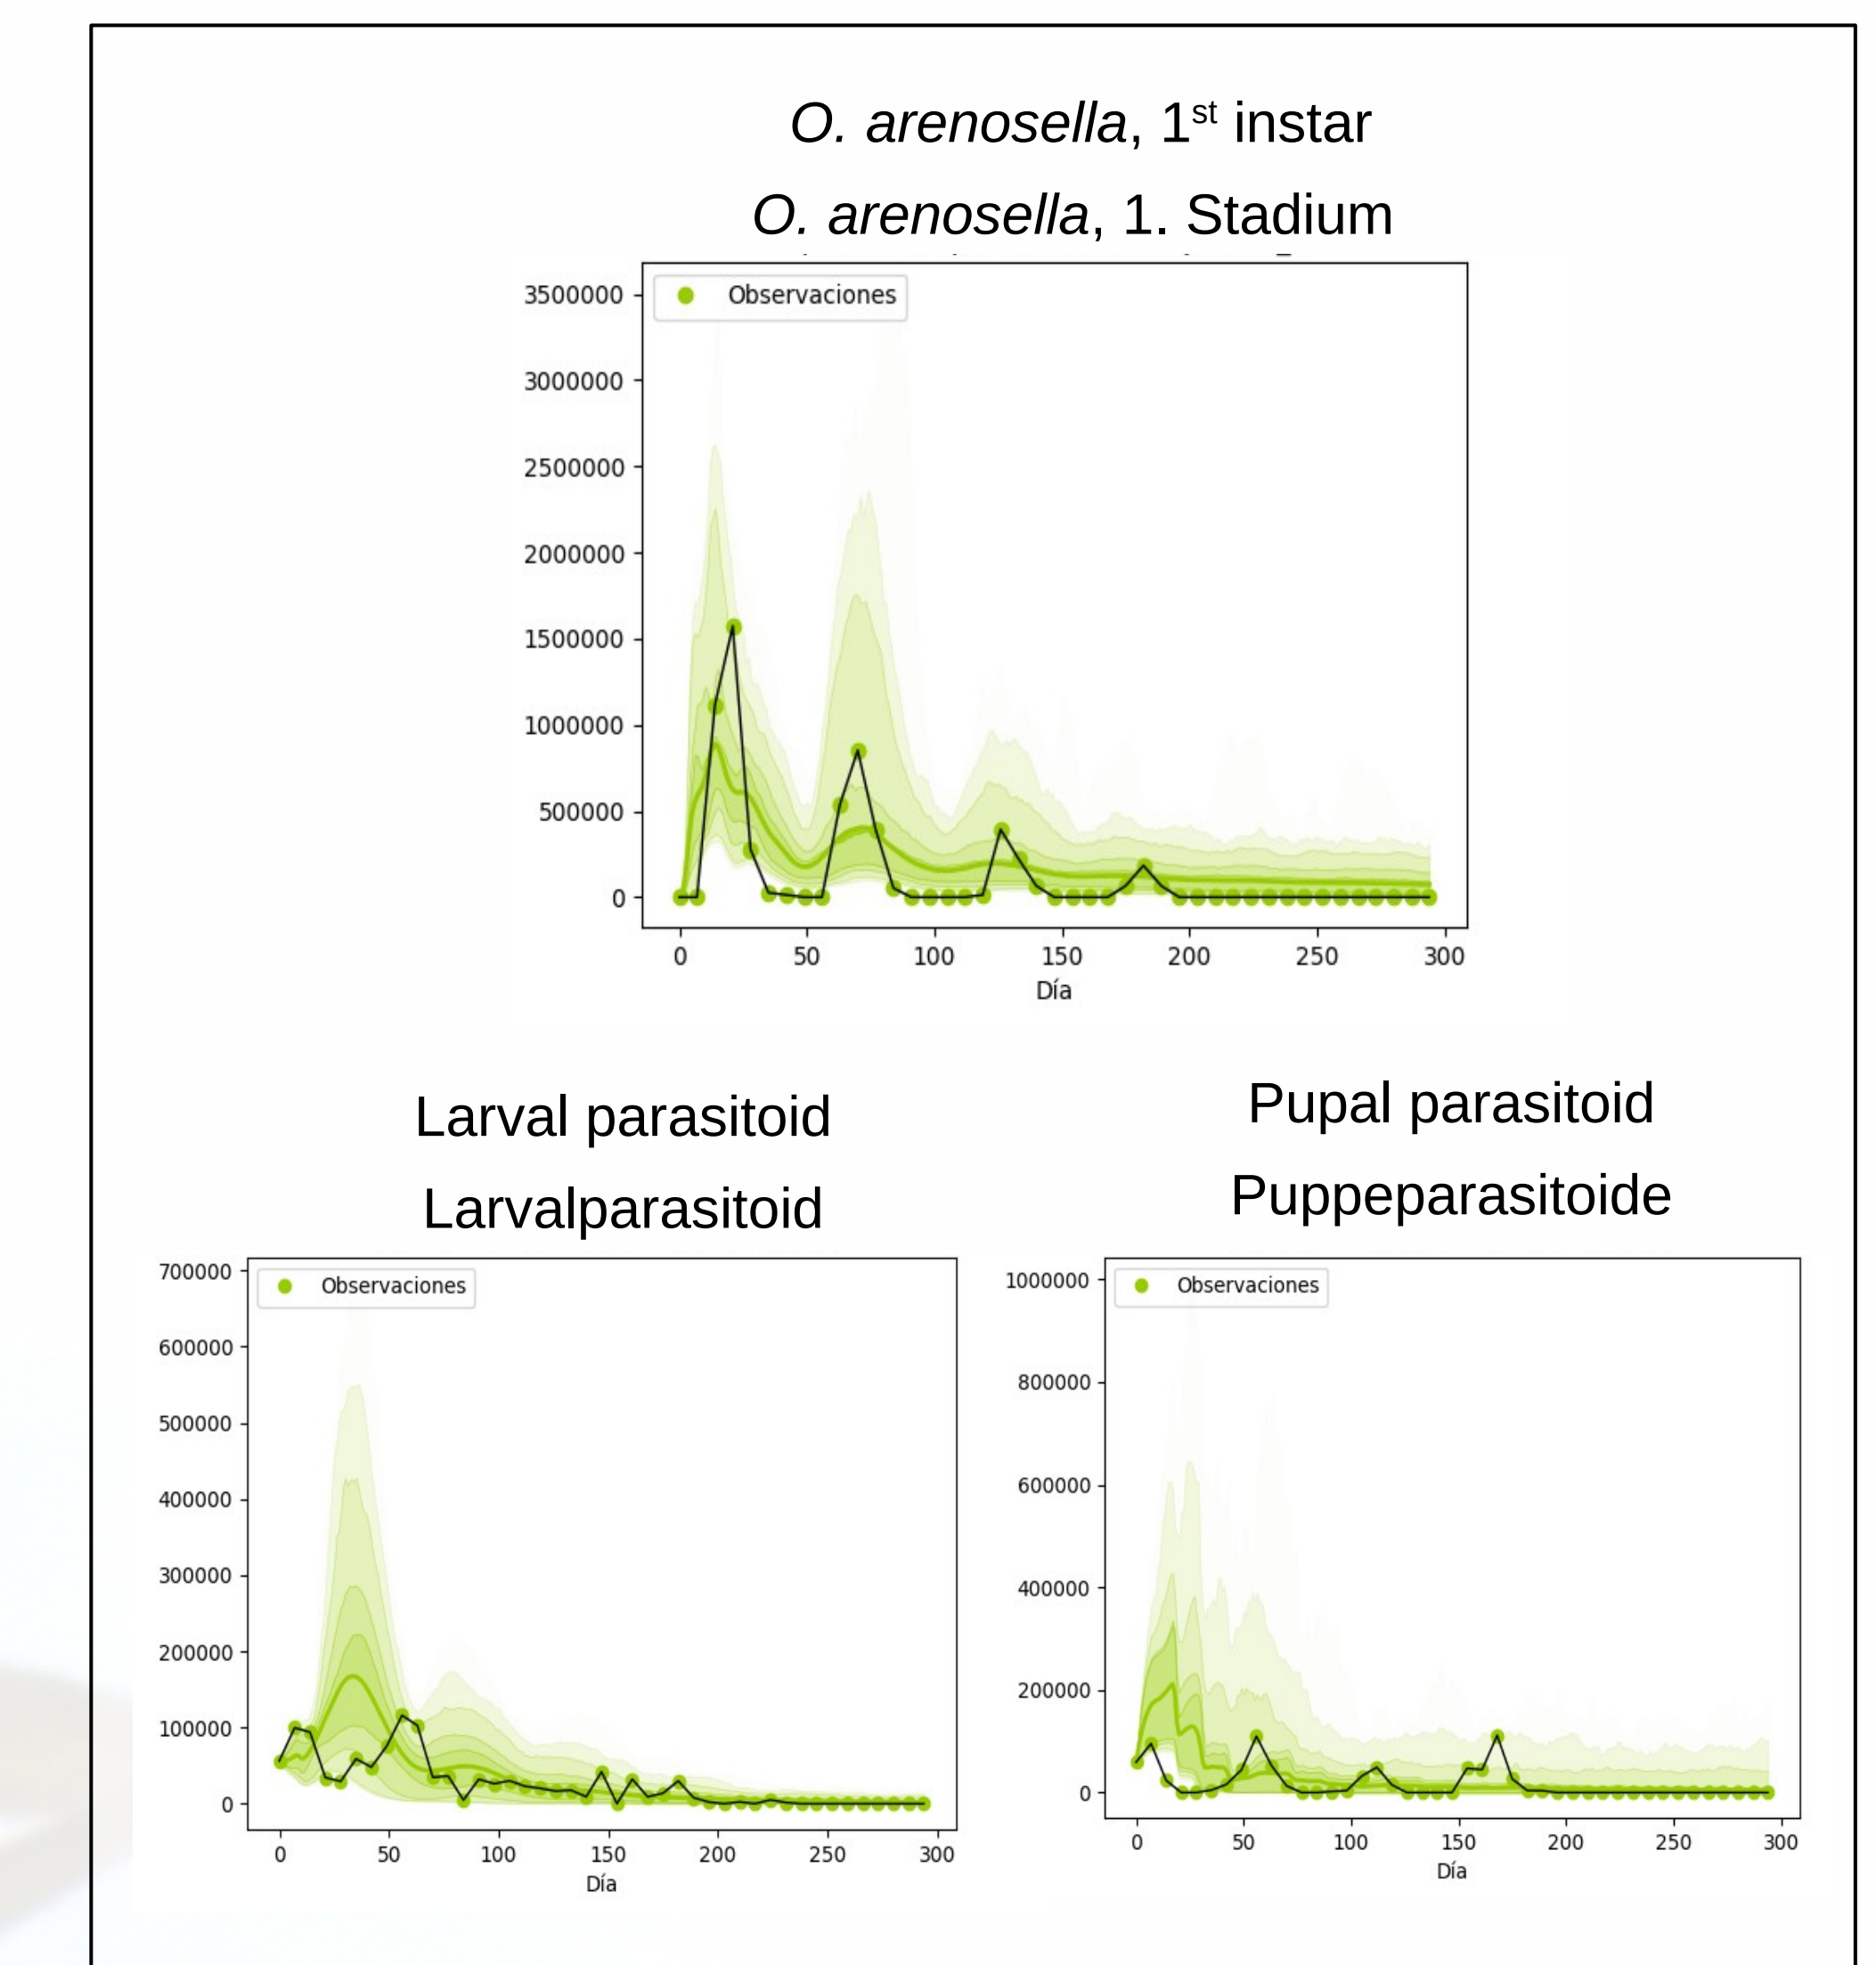 O. arenosella, 1st instar
O. arenosella, 1. Stadium
Observaciones
3500000
3000000
2500000
2000000
1500000
1000000
500000
0
0 50 100 150 200 250 300
Día
Larval parasitoid
Larvalparasitoid
Observaciones
700000
600000
500000
400000
300000
200000
100000
0
0 50 100 150 200 250 300
Día
Pupal parasitoid
Puppeparasitoide
Observaciones
1000000
800000
600000
400000
200000
0
0 50 100 150 200 250 300
Día